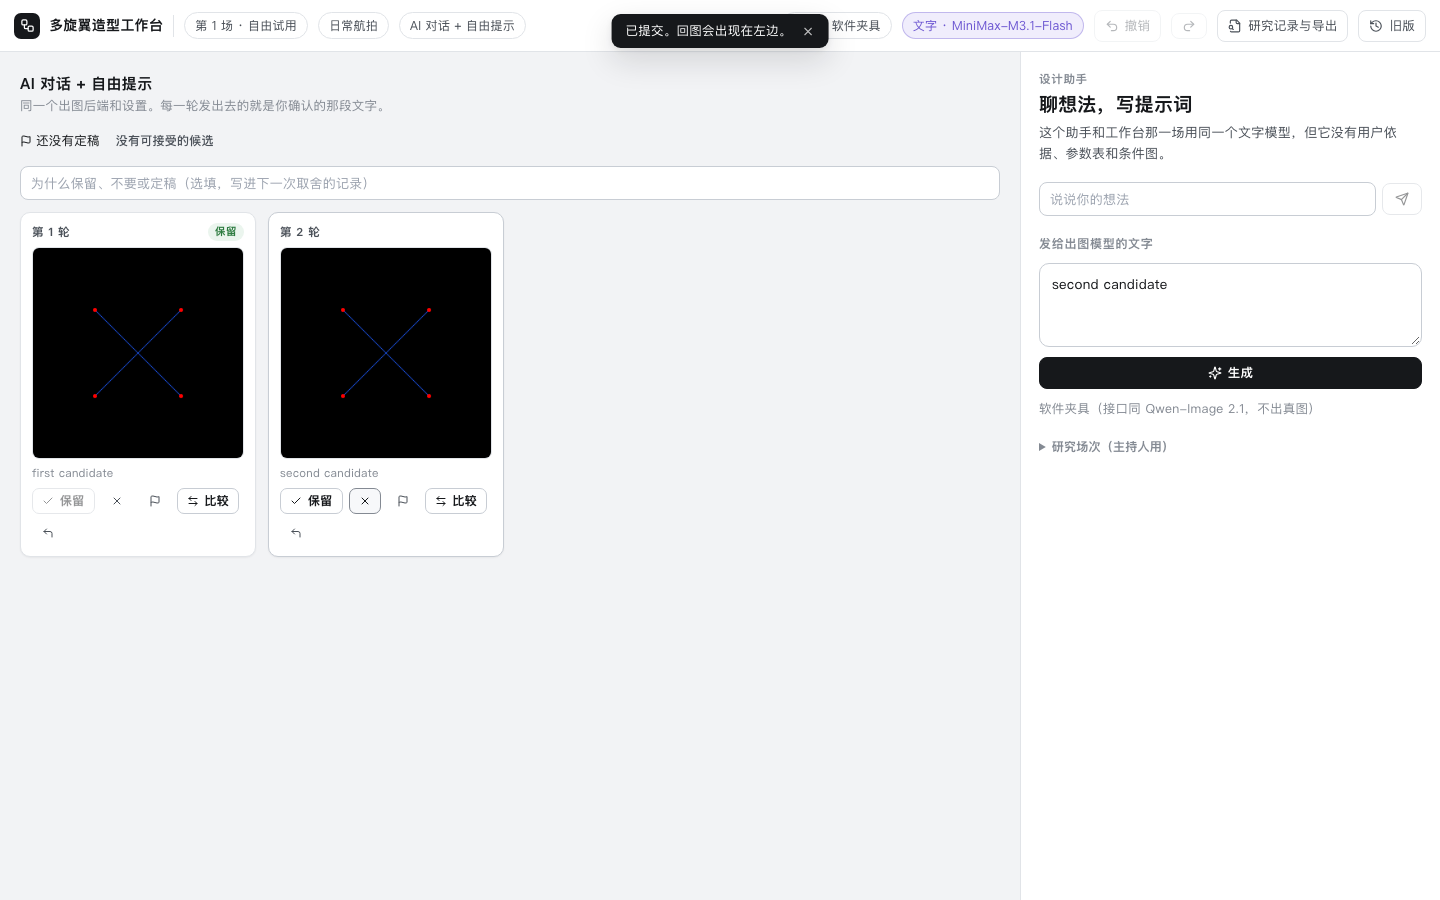 多旋翼造型工作台
第 1 场 · 自由试用
日常航拍
AI 对话 + 自由提示
已提交。回图会出现在左边。
软件夹具
文字 · MiniMax-M3.1-Flash
撤销
研究记录与导出
旧版
AI 对话 + 自由提示
同一个出图后端和设置。每一轮发出去的就是你确认的那段文字。
还没有定稿 没有可接受的候选
为什么保留、不要或定稿（选填，写进下一次取舍的记录）
第 1 轮
保留
first candidate
保留
比较
第 2 轮
second candidate
保留
比较
设计助手
聊想法，写提示词
这个助手和工作台那一场用同一个文字模型，但它没有用户依
据、参数表和条件图。
说说你的想法
发给出图模型的文字
second candidate
生成
软件夹具（接口同 Qwen-Image 2.1，不出真图）
研究场次（主持人用）